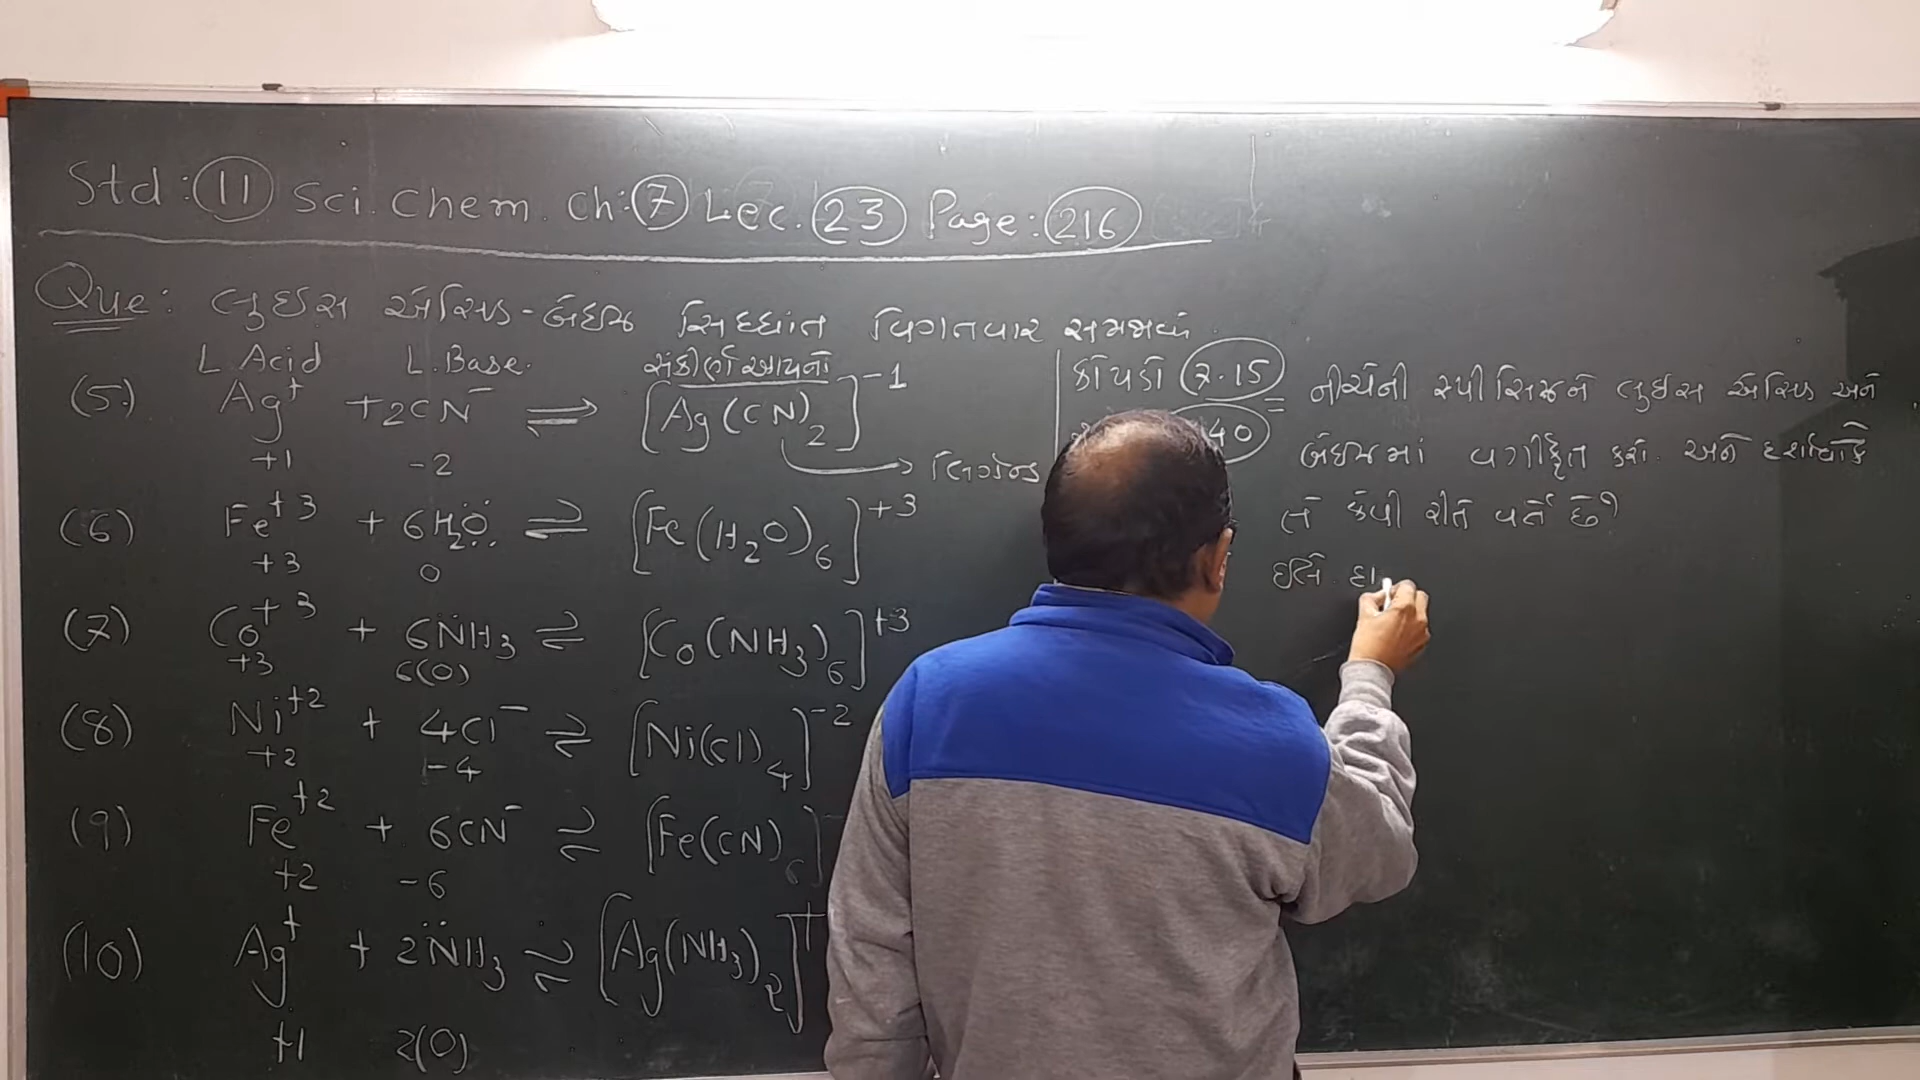 Std: 11 Sci. Chem. Ch: 7 Lec. 23 Page: 216
Que: લુઇસ ઍસિડ-બેઇઝ સિધ્ધાંત વિગતવાર સમજાવો.
L. Acid L. Base. સંકીર્ણ આયનો
(5) Ag⁺ + 2CN⁻ ⇌ [Ag(CN)₂]⁻¹
+1 -2 → લિગેન્ડ
(6) Fe⁺³ + 6H₂O ⇌ [Fe(H₂O)₆]⁺³
+3 0
(7) Co⁺³ + 6NH₃ ⇌ [Co(NH₃)₆]⁺³
+3 6(0)
(8) Ni⁺² + 4Cl⁻ ⇌ [Ni(Cl)₄]⁻²
+2 -4
(9) Fe⁺² + 6CN⁻ ⇌ [Fe(CN)₆]
+2 -6
(10) Ag⁺ + 2NH₃ ⇌ [Ag(NH₃)₂]⁺
+1 2(0)
કોયડો 7.15 = નીચેની સ્પીસિઝને લુઇસ ઍસિડ અને
40 બેઇઝમાં વર્ગીકૃત કરો. અને દર્શાવો કે
તે કેવી રીતે વર્તે છે?